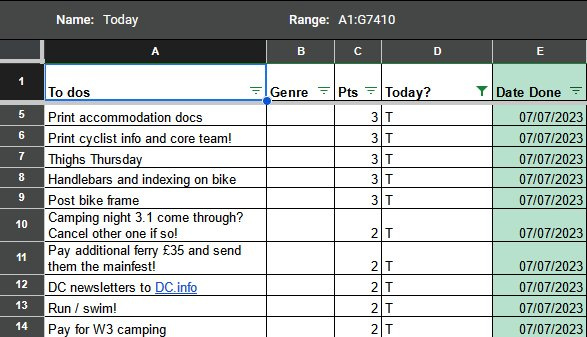 Name: Today Range: A1:G7410
A B C D E
1 To dos Genre Pts Today? Date Done
5 Print accommodation docs 3 T 07/07/2023
6 Print cyclist info and core team! 3 T 07/07/2023
7 Thighs Thursday 3 T 07/07/2023
8 Handlebars and indexing on bike 3 T 07/07/2023
9 Post bike frame 3 T 07/07/2023
Camping night 3.1 come through?
10 Cancel other one if so! 2 T 07/07/2023
Pay additional ferry £35 and send
11 them the mainfest! 2 T 07/07/2023
12 DC newsletters to DC.info 2 T 07/07/2023
13 Run / swim! 2 T 07/07/2023
14 Pay for W3 camping 2 T 07/07/2023